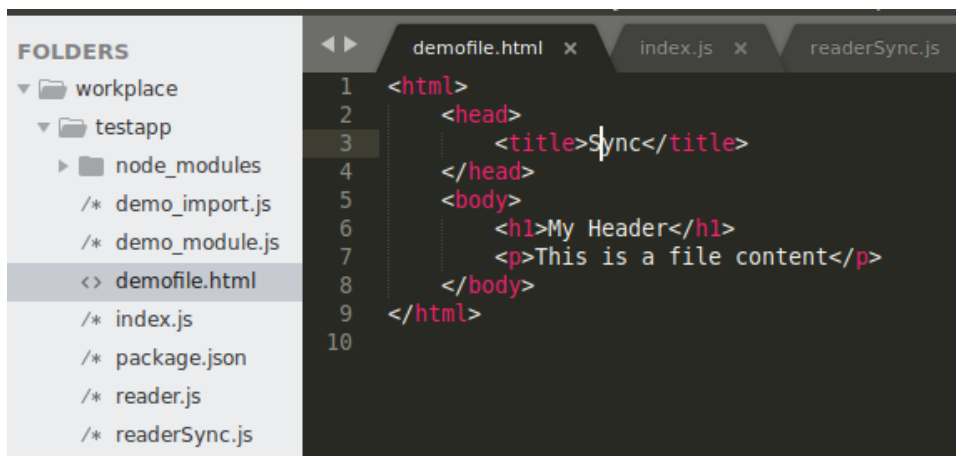 FOLDERS
workplace
testapp
node_modules
/* demo_import.js
/* demo_module.js
<> demofile.html
/* index.js
/* package.json
/* reader.js
/* readerSync.js
demofile.html × index.js × readerSync.js
1 <html>
2 <head>
3 <title>Sync</title>
4 </head>
5 <body>
6 <h1>My Header</h1>
7 <p>This is a file content</p>
8 </body>
9 </html>
10